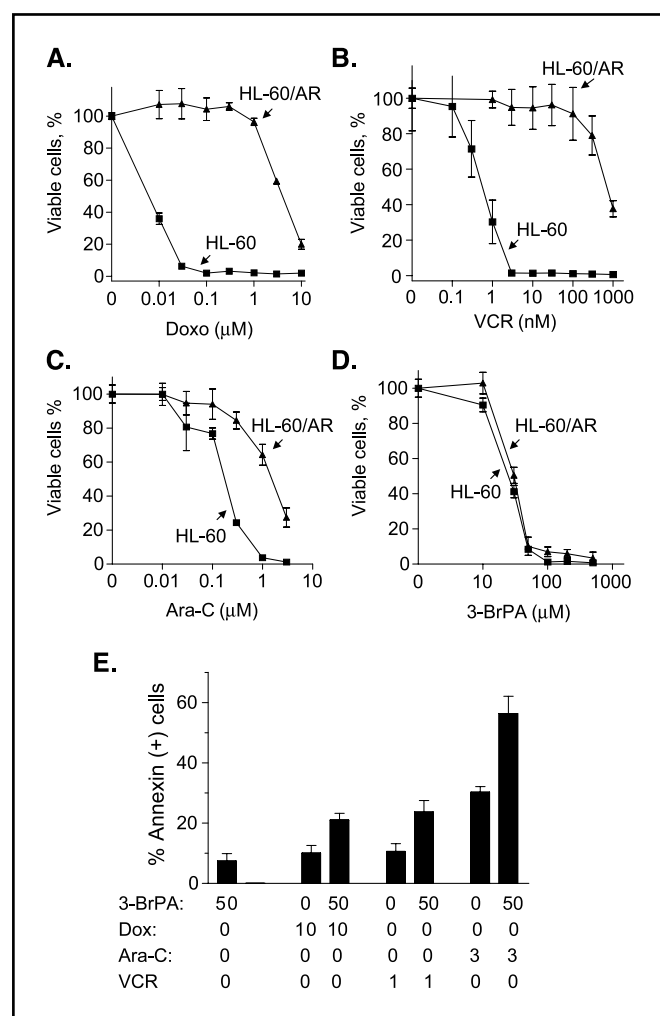 A.
Viable cells, %
100
80
60
40
20
0
HL-60/AR
HL-60
0 0.01 0.1 1 10
Doxo (μM)
B.
Viable cells, %
100
80
60
40
20
0
HL-60/AR
HL-60
0 0.1 1 10 100 1000
VCR (nM)
C.
Viable cells %
100
80
60
40
20
0
HL-60/AR
HL-60
0 0.01 0.1 1 10
Ara-C (μM)
D.
Viable cells, %
100
80
60
40
20
0
HL-60/AR
HL-60
0 10 100 1000
3-BrPA (μM)
E.
% Annexin (+) cells
60
40
20
0
3-BrPA: 50 0 50 0 50 0 50
Dox: 0 10 10 0 0 0 0
Ara-C: 0 0 0 0 0 3 3
VCR 0 0 0 1 1 0 0